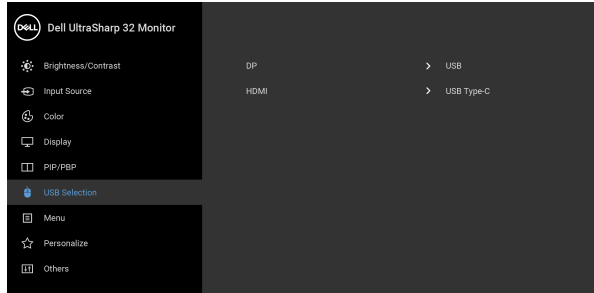 DELL Dell UltraSharp 32 Monitor
Brightness/Contrast
Input Source
Color
Display
PIP/PBP
USB Selection
Menu
Personalize
Others
DP > USB
HDMI > USB Type-C